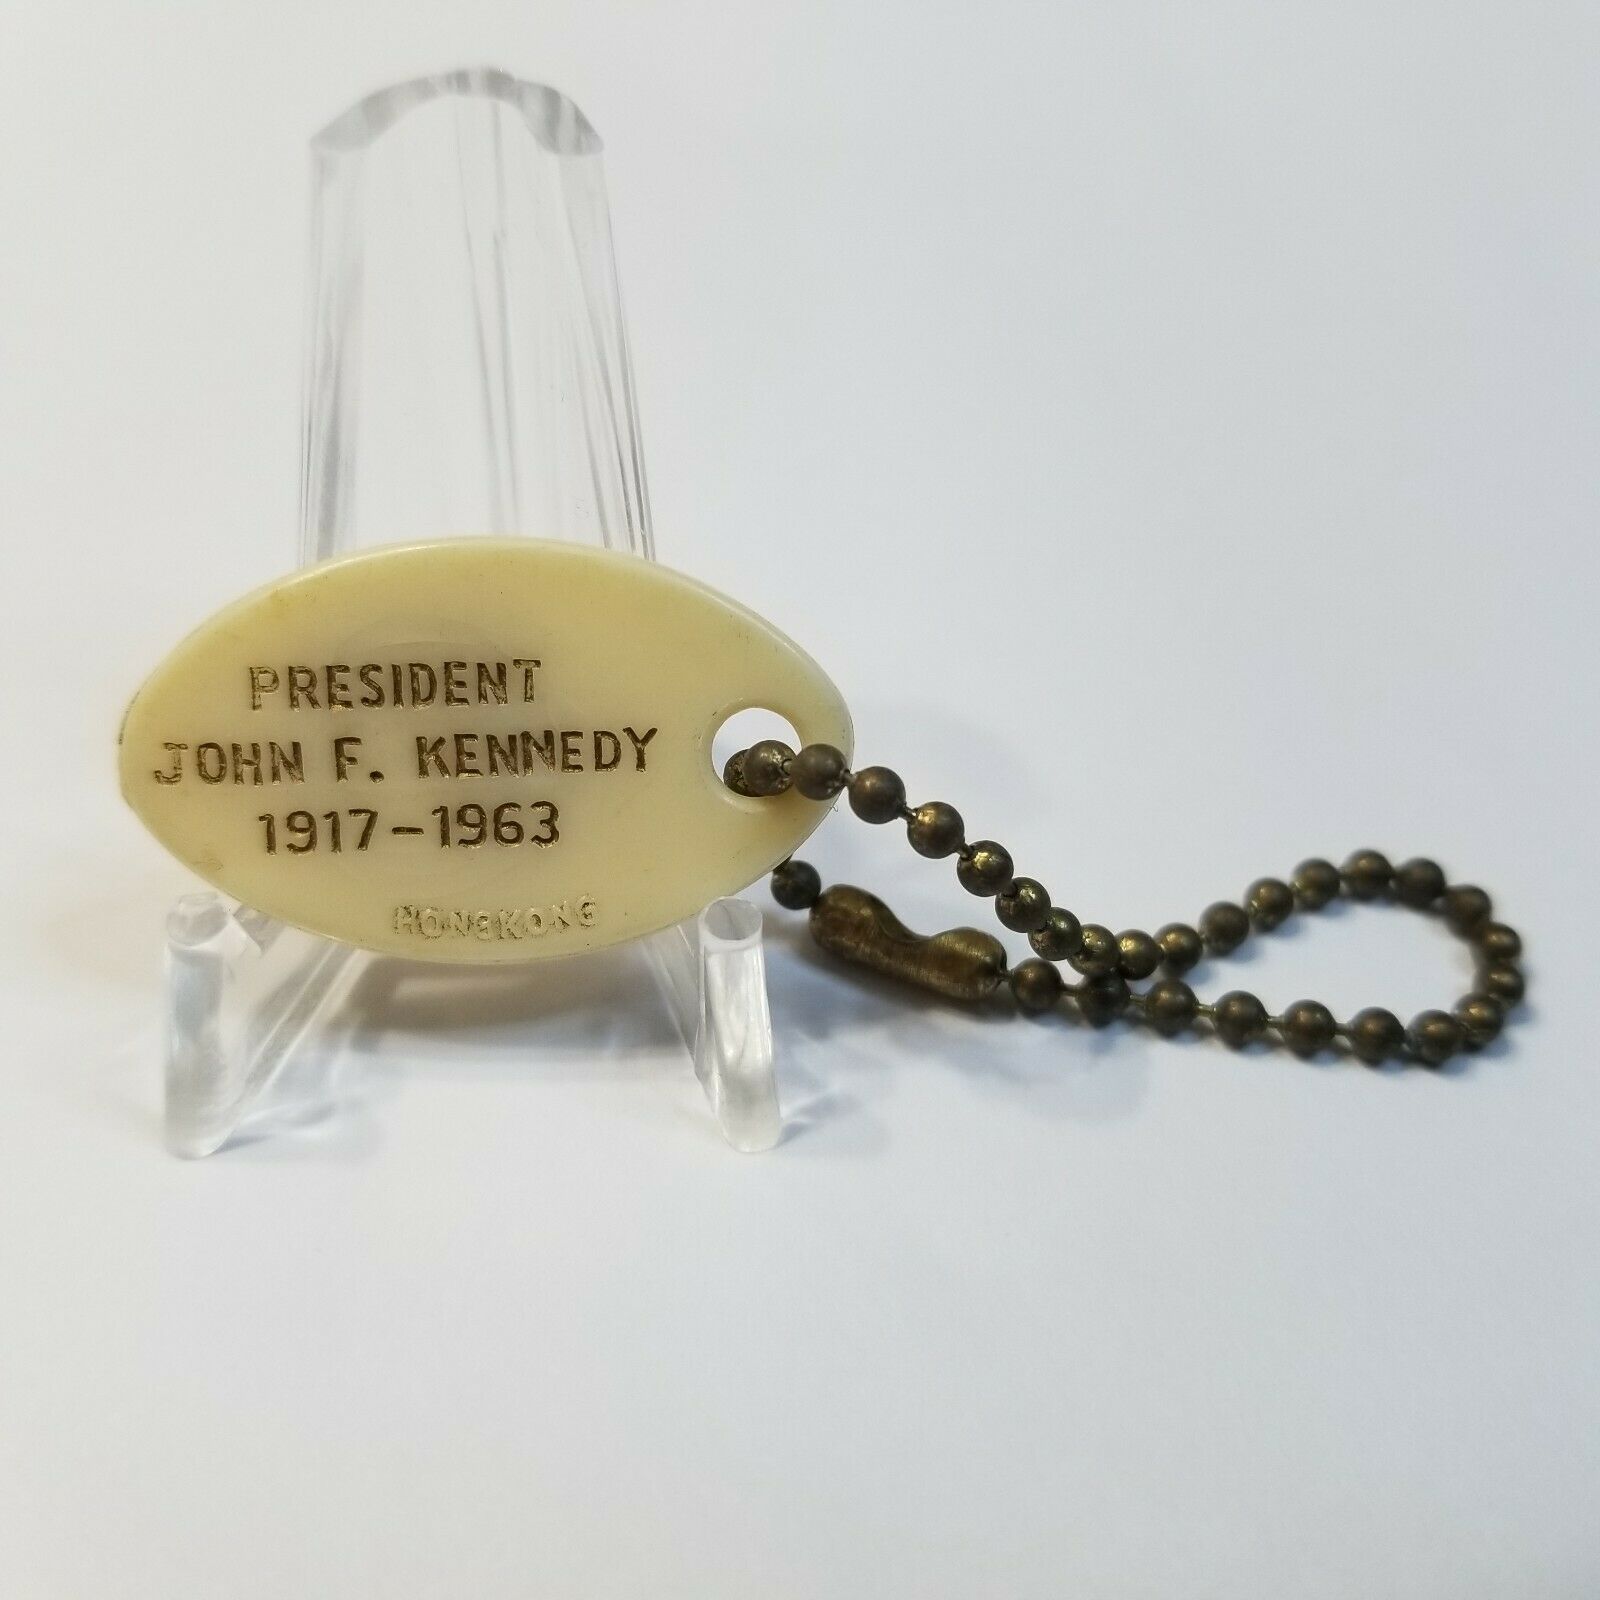 PRESIDENT
JOHN F. KENNEDY
1917-1963
HONGKONG